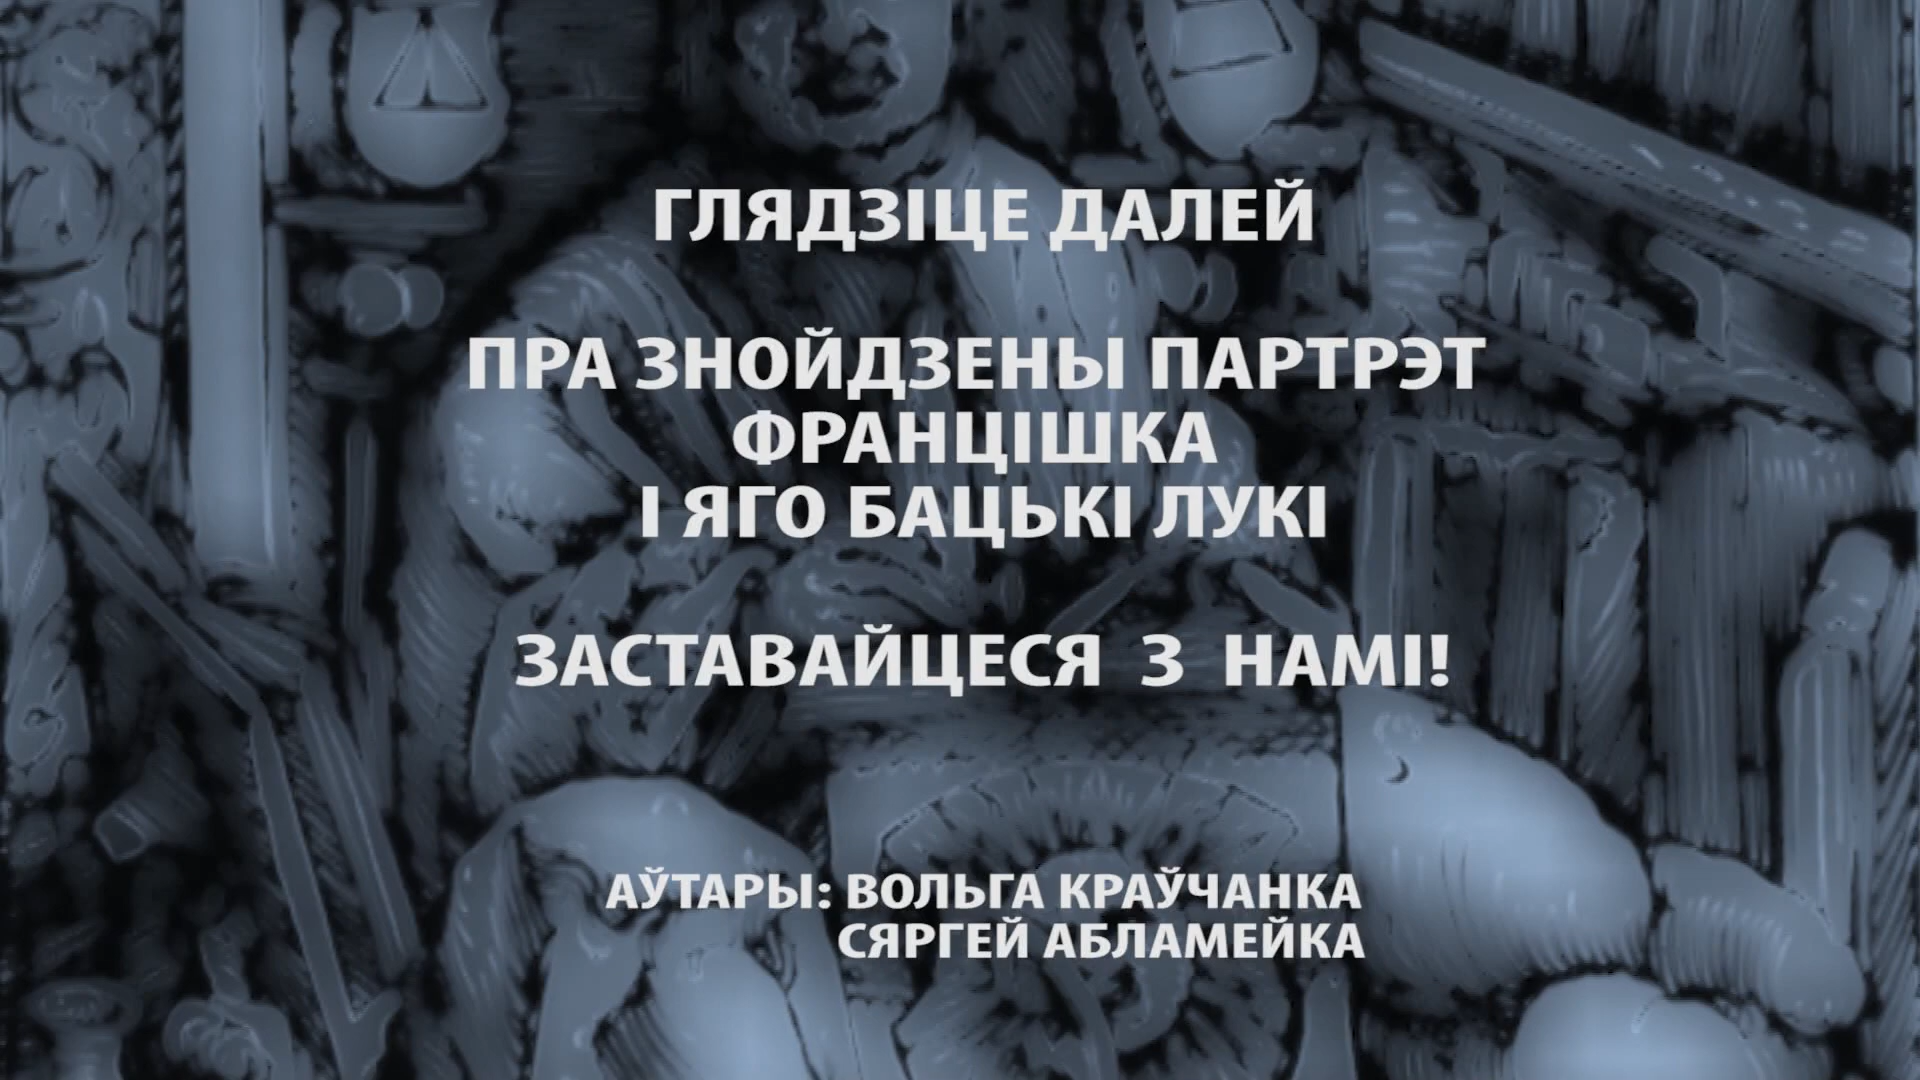 ГЛЯДЗІЦЕ ДАЛЕЙ
ПРА ЗНОЙДЗЕНЫ ПАРТРЭТ
ФРАНЦІШКА
І ЯГО БАЦЬКІ ЛУКІ
ЗАСТАВАЙЦЕСЯ З НАМІ!
АЎТАРЫ: ВОЛЬГА КРАЎЧАНКА
СЯРГЕЙ АБЛАМЕЙКА